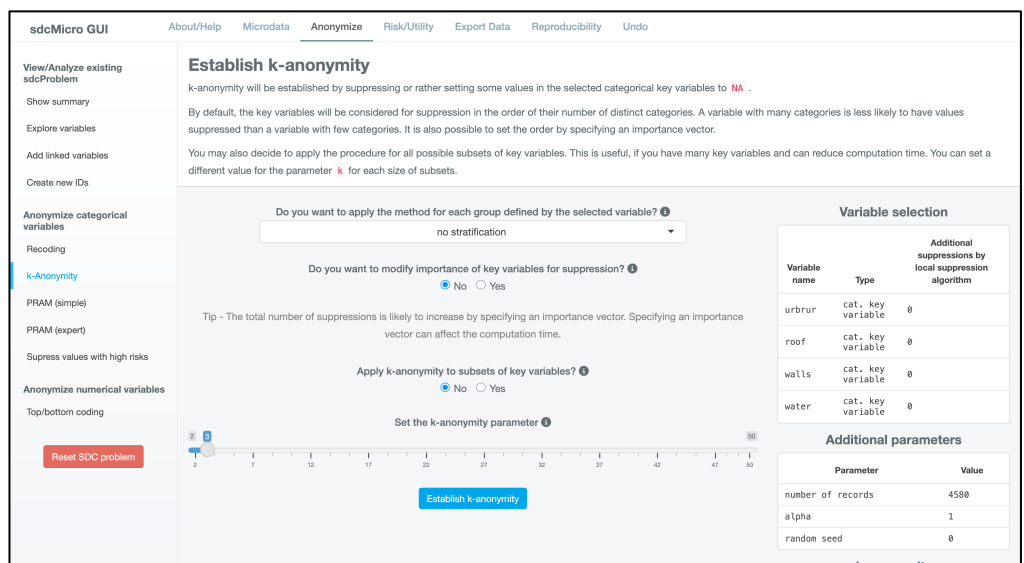 sdcMicro GUI
About/Help Microdata Anonymize Risk/Utility Export Data Reproducibility Undo
View/Analyze existing
sdcProblem
Show summary
Explore variables
Add linked variables
Create new IDs
Anonymize categorical
variables
Recoding
k-Anonymity
PRAM (simple)
PRAM (expert)
Supress values with high risks
Anonymize numerical variables
Top/bottom coding
Reset SDC problem
Establish k-anonymity
k-anonymity will be established by suppressing or rather setting some values in the selected categorical key variables to NA .
By default, the key variables will be considered for suppression in the order of their number of distinct categories. A variable with many categories is less likely to have values
suppressed than a variable with few categories. It is also possible to set the order by specifying an importance vector.
You may also decide to apply the procedure for all possible subsets of key variables. This is useful, if you have many key variables and can reduce computation time. You can set a
different value for the parameter k for each size of subsets.
Do you want to apply the method for each group defined by the selected variable?
no stratification
Do you want to modify importance of key variables for suppression?
No Yes
Tip - The total number of suppressions is likely to increase by specifying an importance vector. Specifying an importance
vector can affect the computation time.
Apply k-anonymity to subsets of key variables?
No Yes
Set the k-anonymity parameter
2 3 50
2 7 12 17 22 27 32 37 42 47 50
Establish k-anonymity
Variable selection
Variable
name
Type
Additional
suppressions by
local suppression
algorithm
urbrur cat. key
variable 0
roof cat. key
variable 0
walls cat. key
variable 0
water cat. key
variable 0
Additional parameters
Parameter Value
number of records 4580
alpha 1
random seed 0